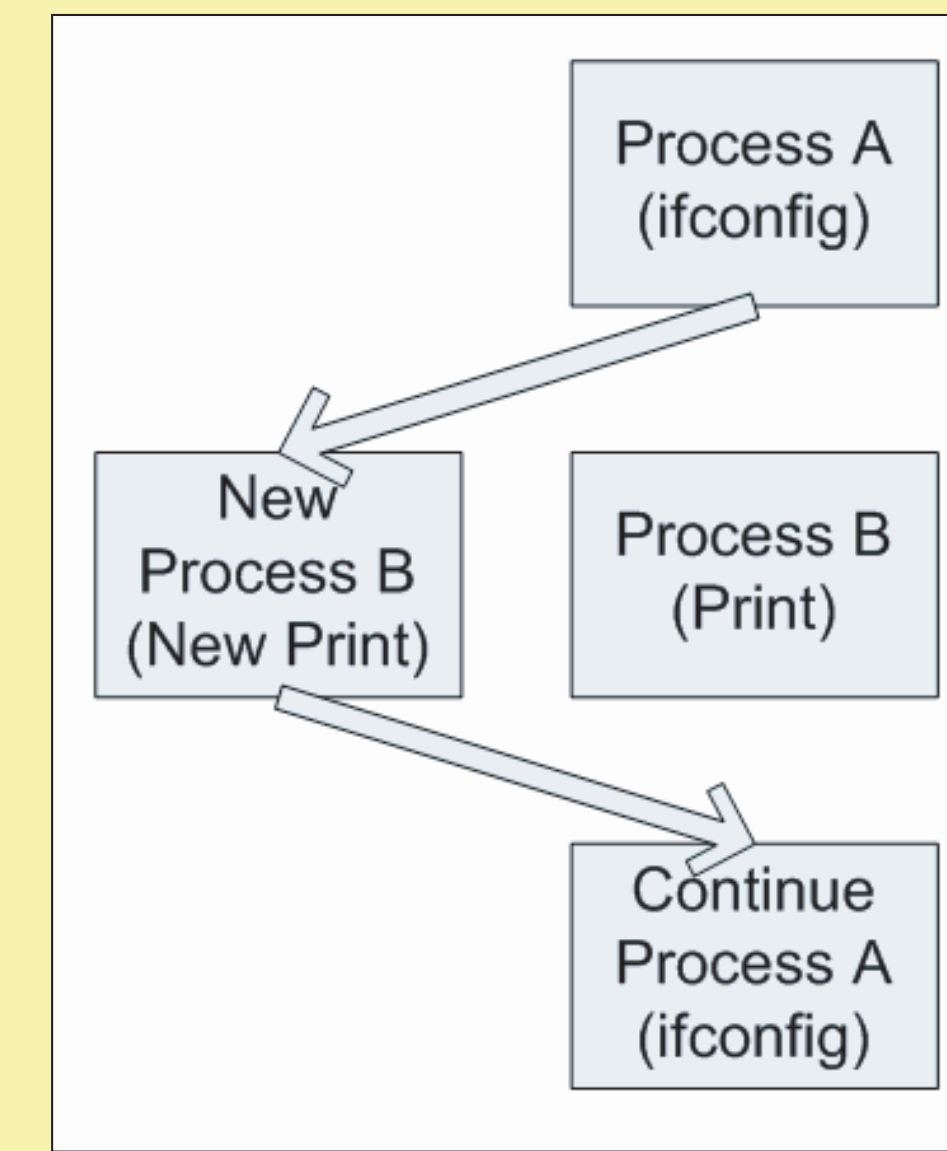 Process A
(ifconfig)
New
Process B
(New Print)
Process B
(Print)
Continue
Process A
(ifconfig)